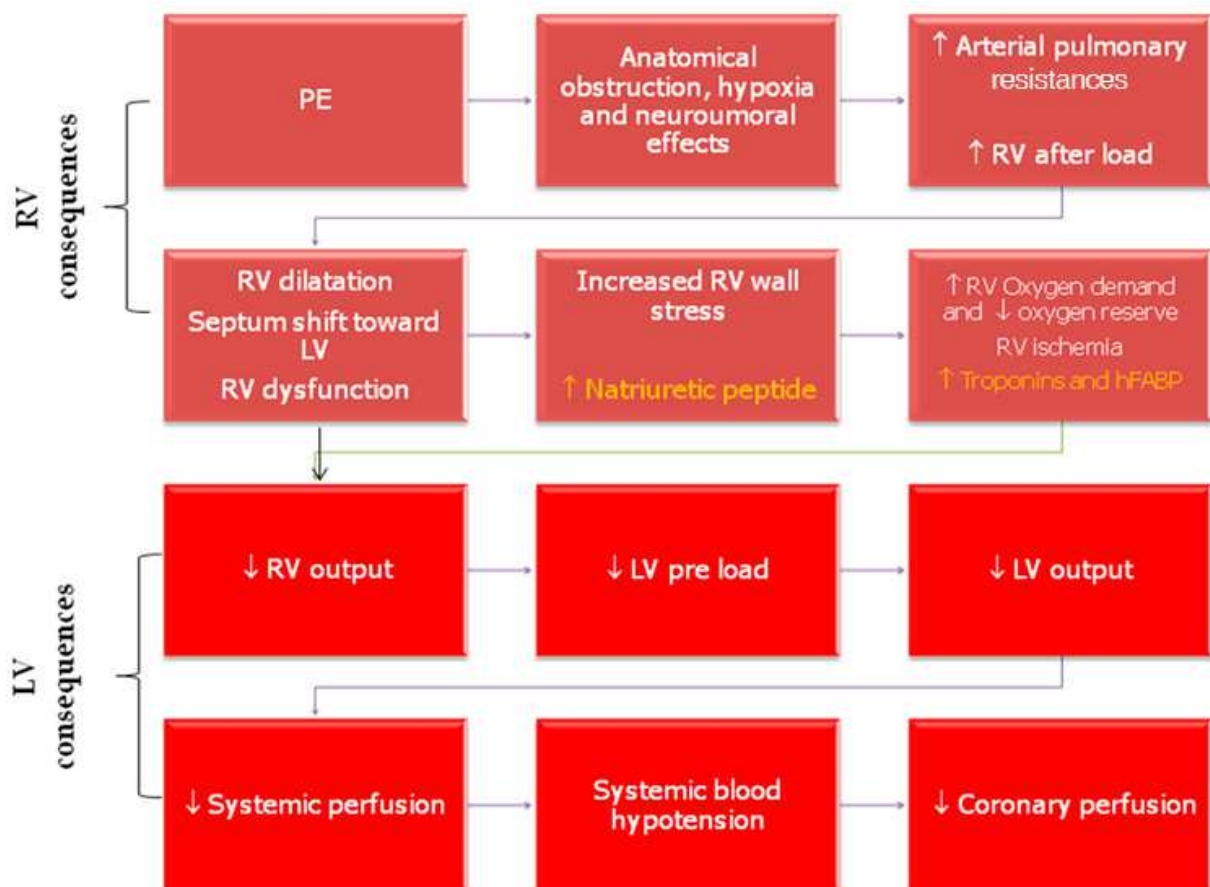 RV
consequences
PE
Anatomical
obstruction, hypoxia
and neuroumoral
effects
↑ Arterial pulmonary
resistances
↑ RV after load
RV dilatation
Septum shift toward
LV
RV dysfunction
Increased RV wall
stress
↑ Natriuretic peptide
↑ RV Oxygen demand
and ↓ oxygen reserve
RV ischemia
↑ Troponins and hFABP
LV
consequences
↓ RV output
↓ LV pre load
↓ LV output
↓ Systemic perfusion
Systemic blood
hypotension
↓ Coronary perfusion